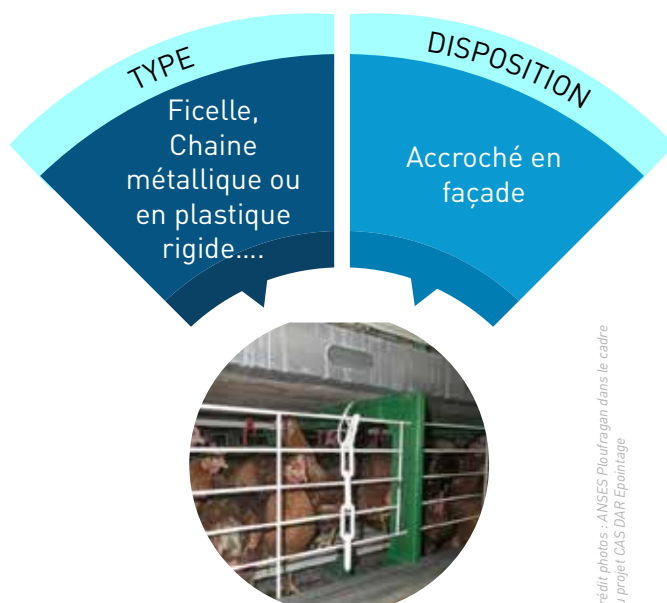 TYPE
Ficelle,
Chaine
métallique ou
en plastique
rigide....
DISPOSITION
Accroché en
façade
rédit photos : ANSES Ploufragan dans le cadre
u projet CAS DAR Epointage